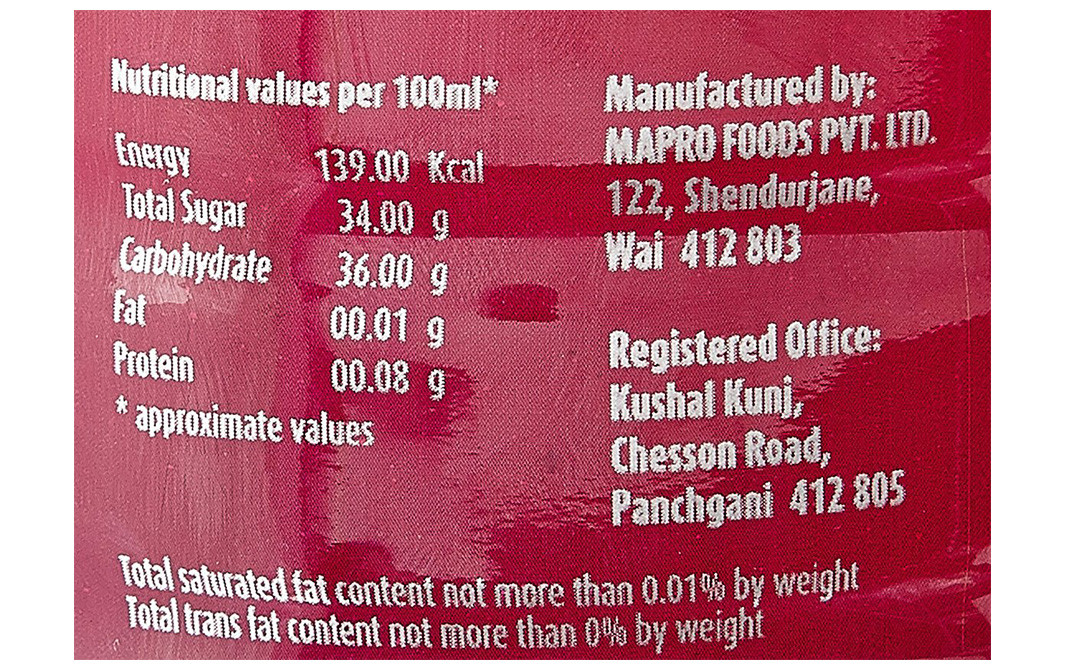 Nutritional values per 100ml*
Energy 139.00 Kcal
Total Sugar 34.00 g
Carbohydrate 36.00 g
Fat 00.01 g
Protein 00.08 g
* approximate values
Manufactured by:
MAPRO FOODS PVT. LTD.
122, Shendurjane,
Wai 412 803
Registered Office:
Kushal Kunj,
Chesson Road,
Panchgani 412 805
Total saturated fat content not more than 0.01% by weight
Total trans fat content not more than 0% by weight